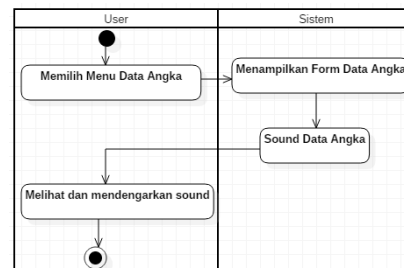 User
Sistem
Memilih Menu Data Angka
Menampilkan Form Data Angka
Sound Data Angka
Melihat dan mendengarkan sound